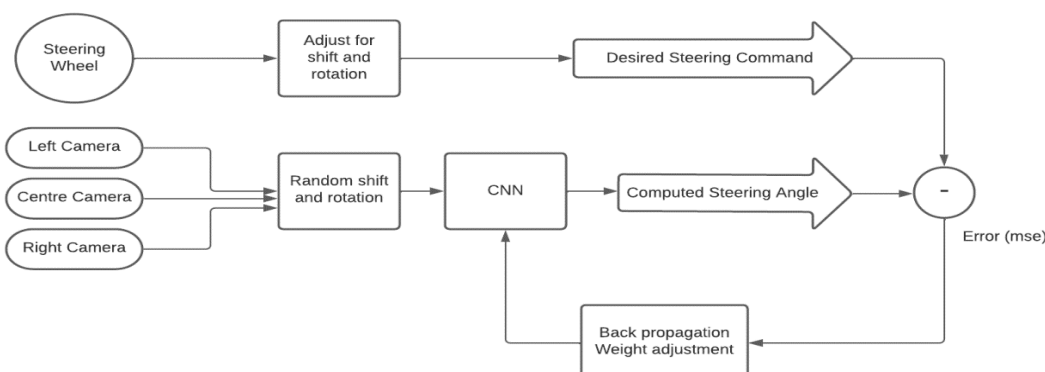 Steering
Wheel
Adjust for
shift and
rotation
Desired Steering Command
Left Camera
Centre Camera
Right Camera
Random shift
and rotation
CNN
Computed Steering Angle
-
Error (mse)
Back propagation
Weight adjustment